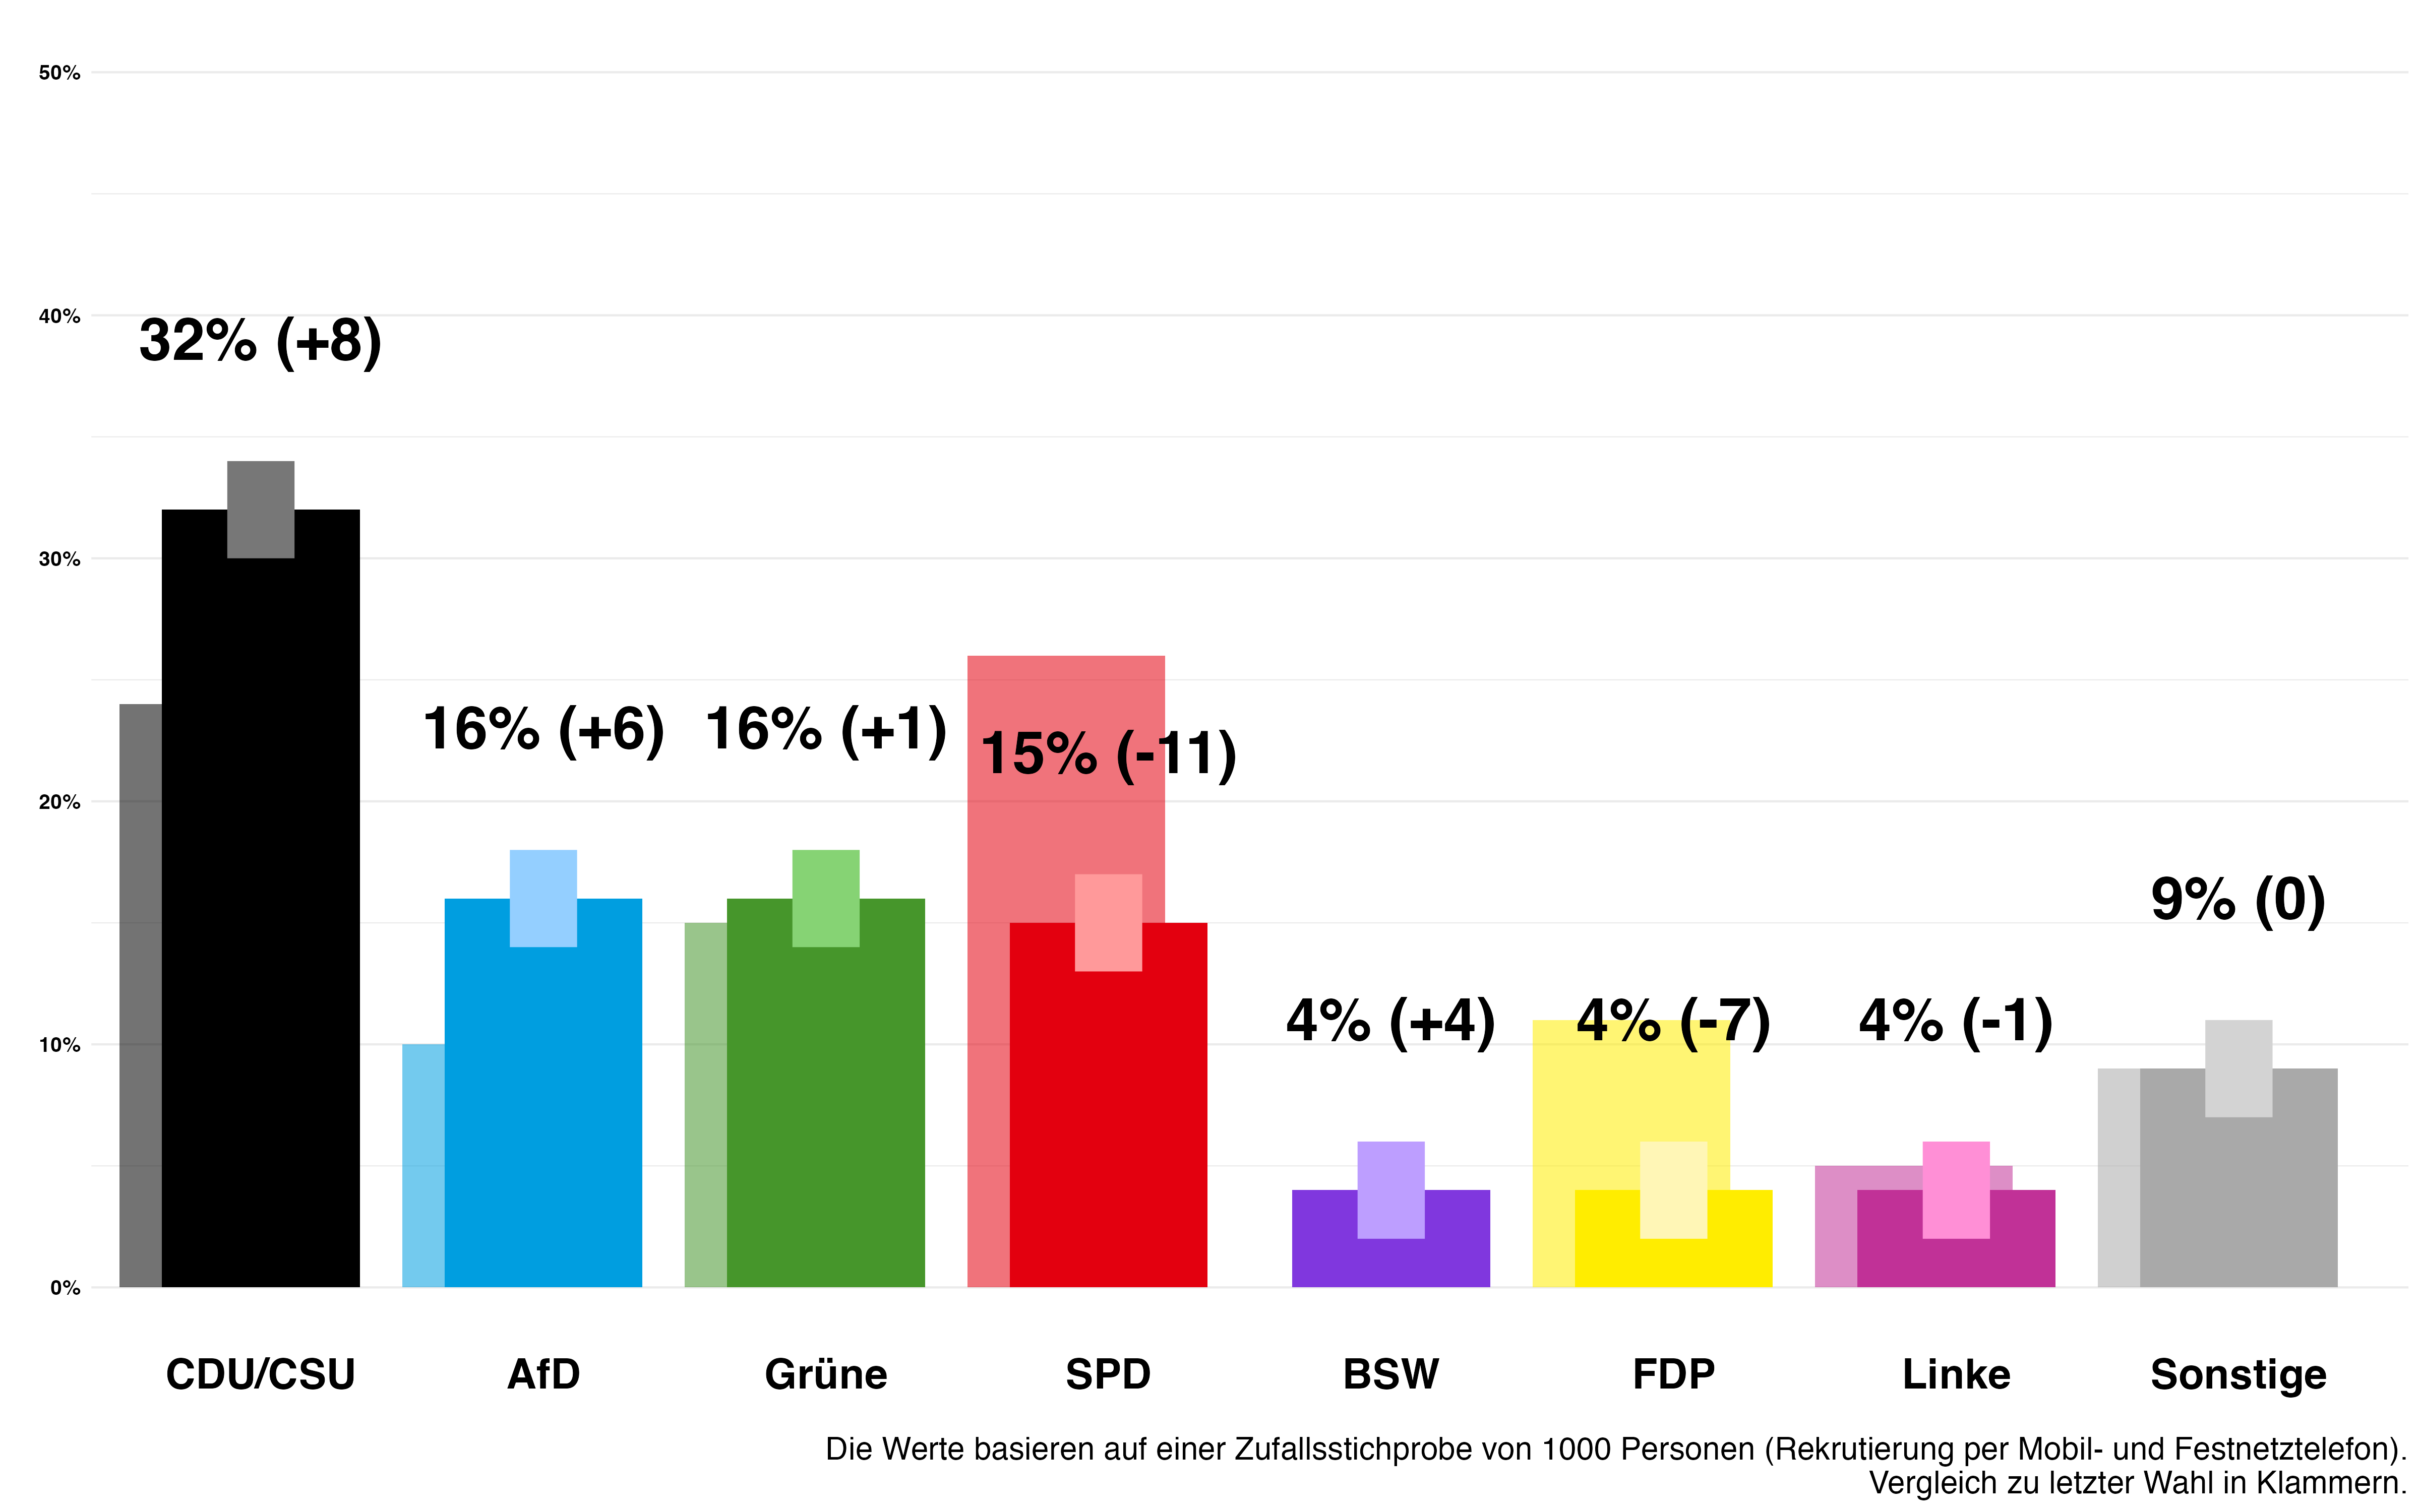 50%
40%
30%
20%
10%
0%
32% (+8)
16% (+6)
16% (+1)
15% (-11)
4% (+4)
4% (-7)
4% (-1)
9% (0)
CDU/CSU
AfD
Grüne
SPD
BSW
FDP
Linke
Sonstige
Die Werte basieren auf einer Zufallsstichprobe von 1000 Personen (Rekrutierung per Mobil- und Festnetztelefon).
Vergleich zu letzter Wahl in Klammern.